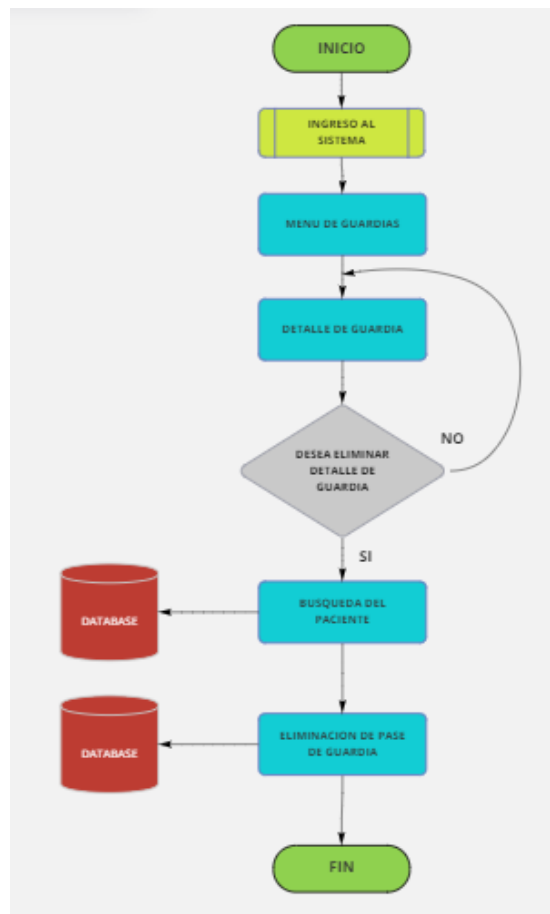 INICIO
INGRESO AL
SISTEMA
MENU DE GUARDIAS
DETALLE DE GUARDIA
NO
DESEA ELIMINAR
DETALLE DE
GUARDIA
SI
BUSQUEDA DEL
PACIENTE
DATABASE
ELIMINACION DE PASE
DE GUARDIA
DATABASE
FIN